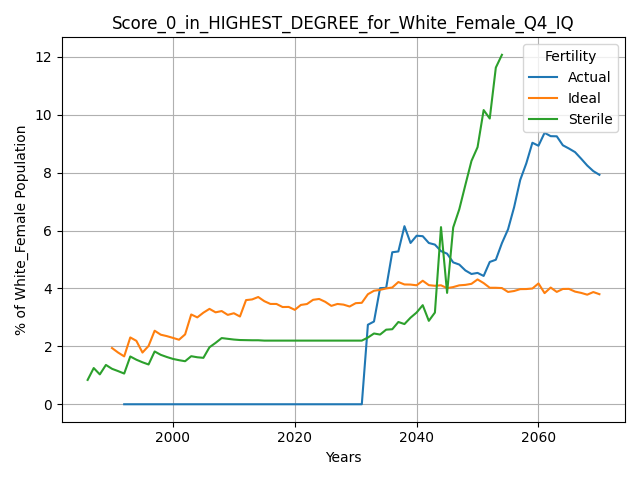 Score_0_in_HIGHEST_DEGREE_for_White_Female_Q4_IQ
% of White_Female Population
12
10
8
6
4
2
0
Fertility
Actual
Ideal
Sterile
2000
2020
2040
2060
Years